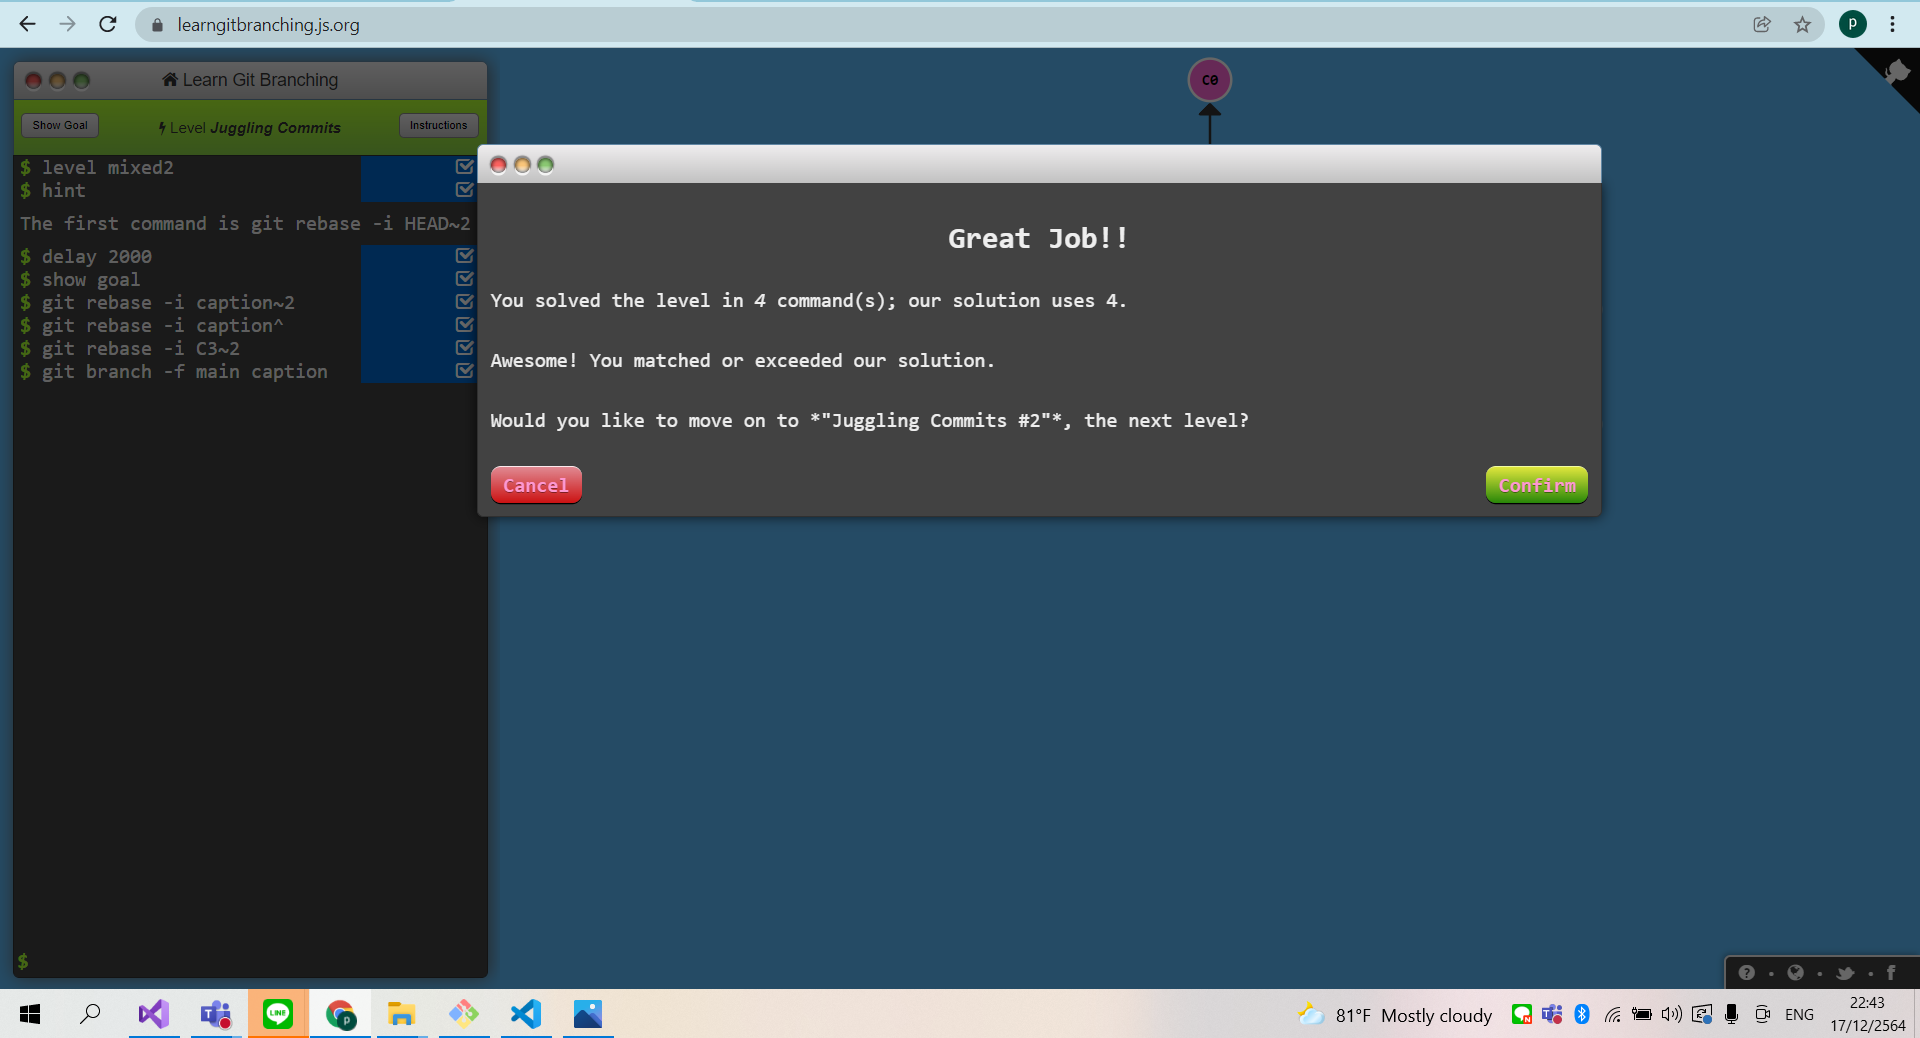 learngitbranching.js.org
p
Learn Git Branching
Show Goal
Level Juggling Commits
Instructions
$ level mixed2
$ hint
The first command is git rebase -i HEAD~2
$ delay 2000
$ show goal
$ git rebase -i caption~2
$ git rebase -i caption^
$ git rebase -i C3~2
$ git branch -f main caption
$
C0
Great Job!!
You solved the level in 4 command(s); our solution uses 4.
Awesome! You matched or exceeded our solution.
Would you like to move on to *"Juggling Commits #2"*, the next level?
Cancel
Confirm
LINE
p
81°F Mostly cloudy
ENG
22:43
17/12/2564